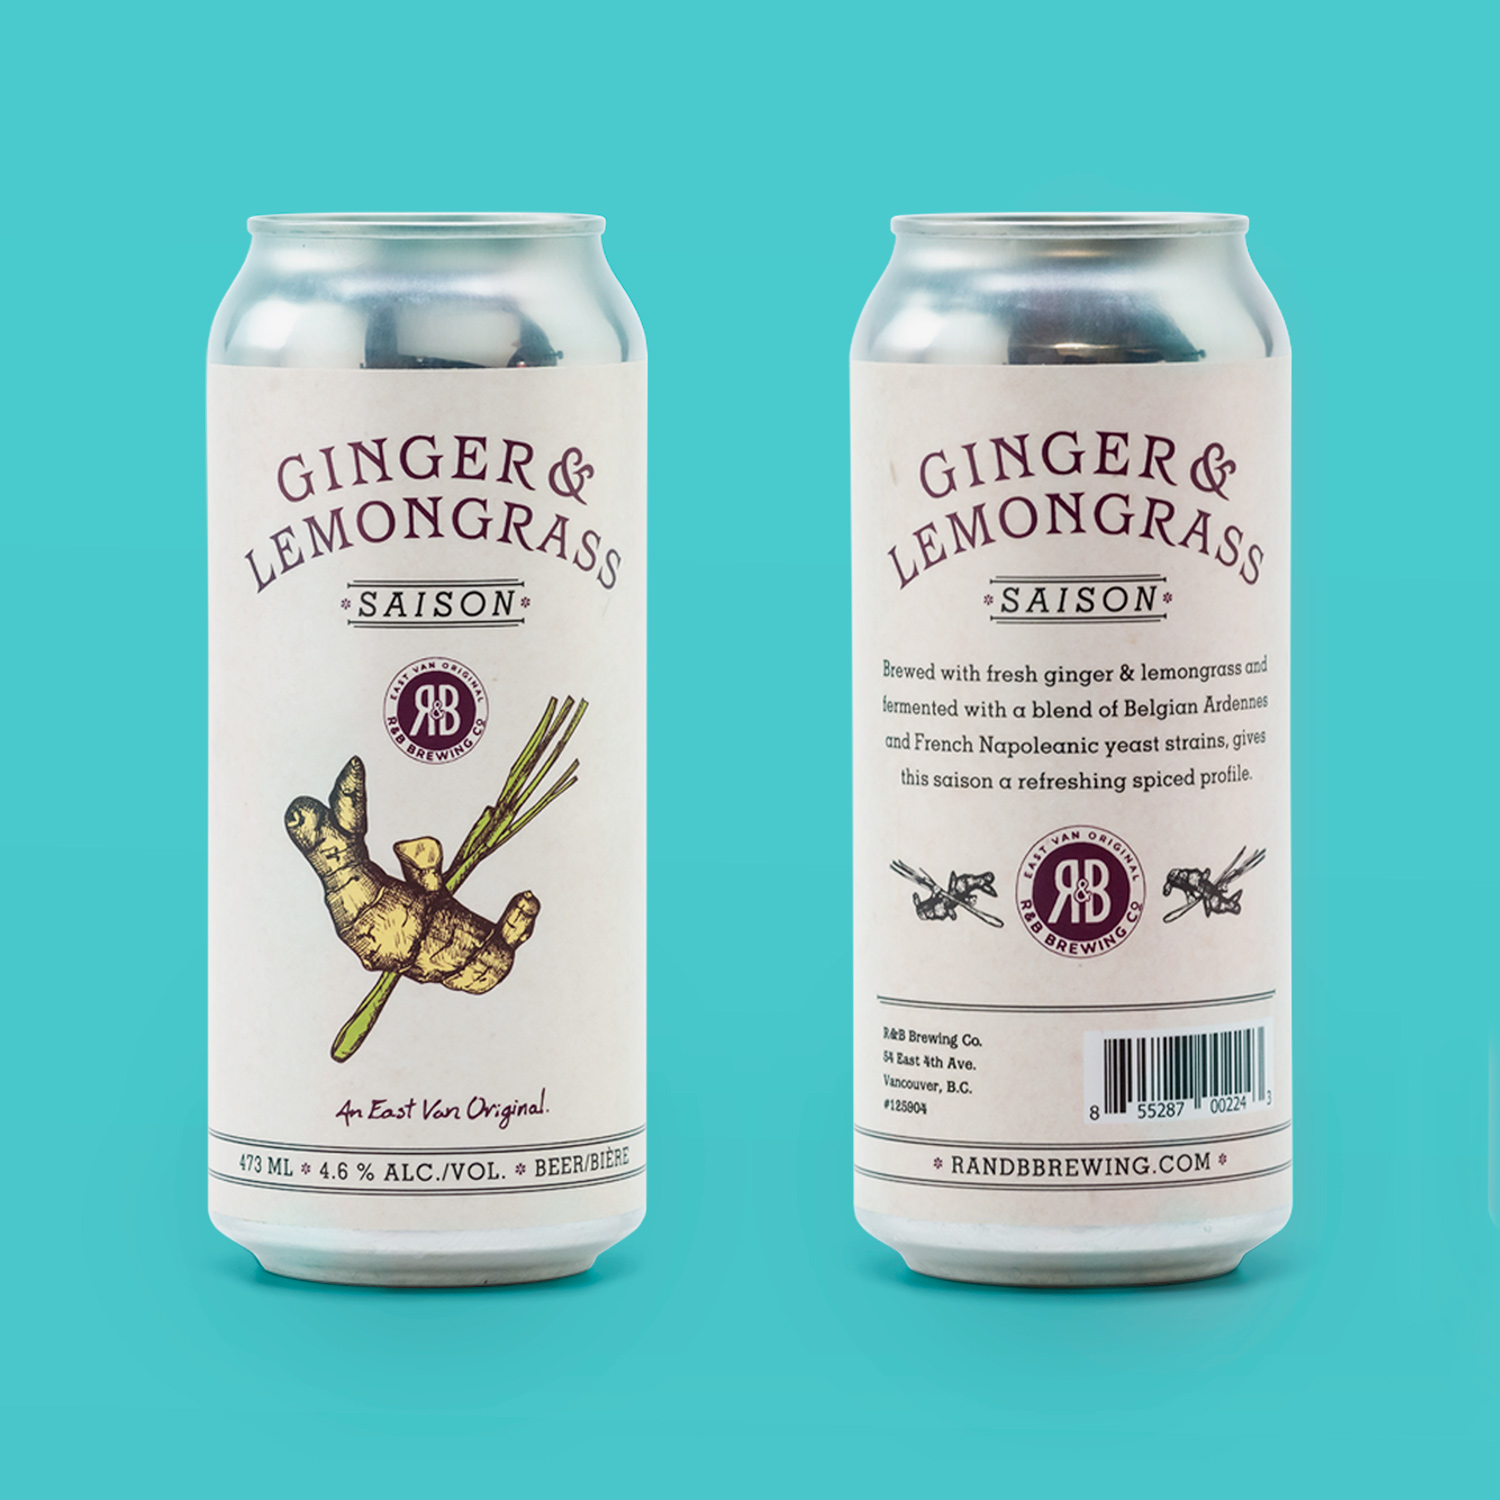 GINGER &
LEMONGRASS
SAISON
EAST VAN ORIGINAL
R&B
R&B BREWING CO
An East Van Original.
473 ML * 4.6 % ALC./VOL. * BEER/BIÈRE
GINGER &
LEMONGRASS
SAISON
Brewed with fresh ginger & lemongrass and
fermented with a blend of Belgian Ardennes
and French Napoleanic yeast strains, gives
this saison a refreshing spiced profile.
EAST VAN ORIGINAL
R&B
R&B BREWING CO
R&B Brewing Co.
54 East 4th Ave.
Vancouver, B.C.
#125904
8 55287 00224 3
* RANDBBREWING.COM *